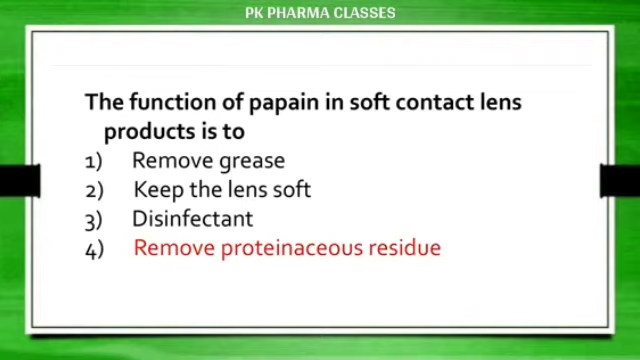 PK PHARMA CLASSES
The function of papain in soft contact lens
products is to
1) Remove grease
2) Keep the lens soft
3) Disinfectant
4) Remove proteinaceous residue